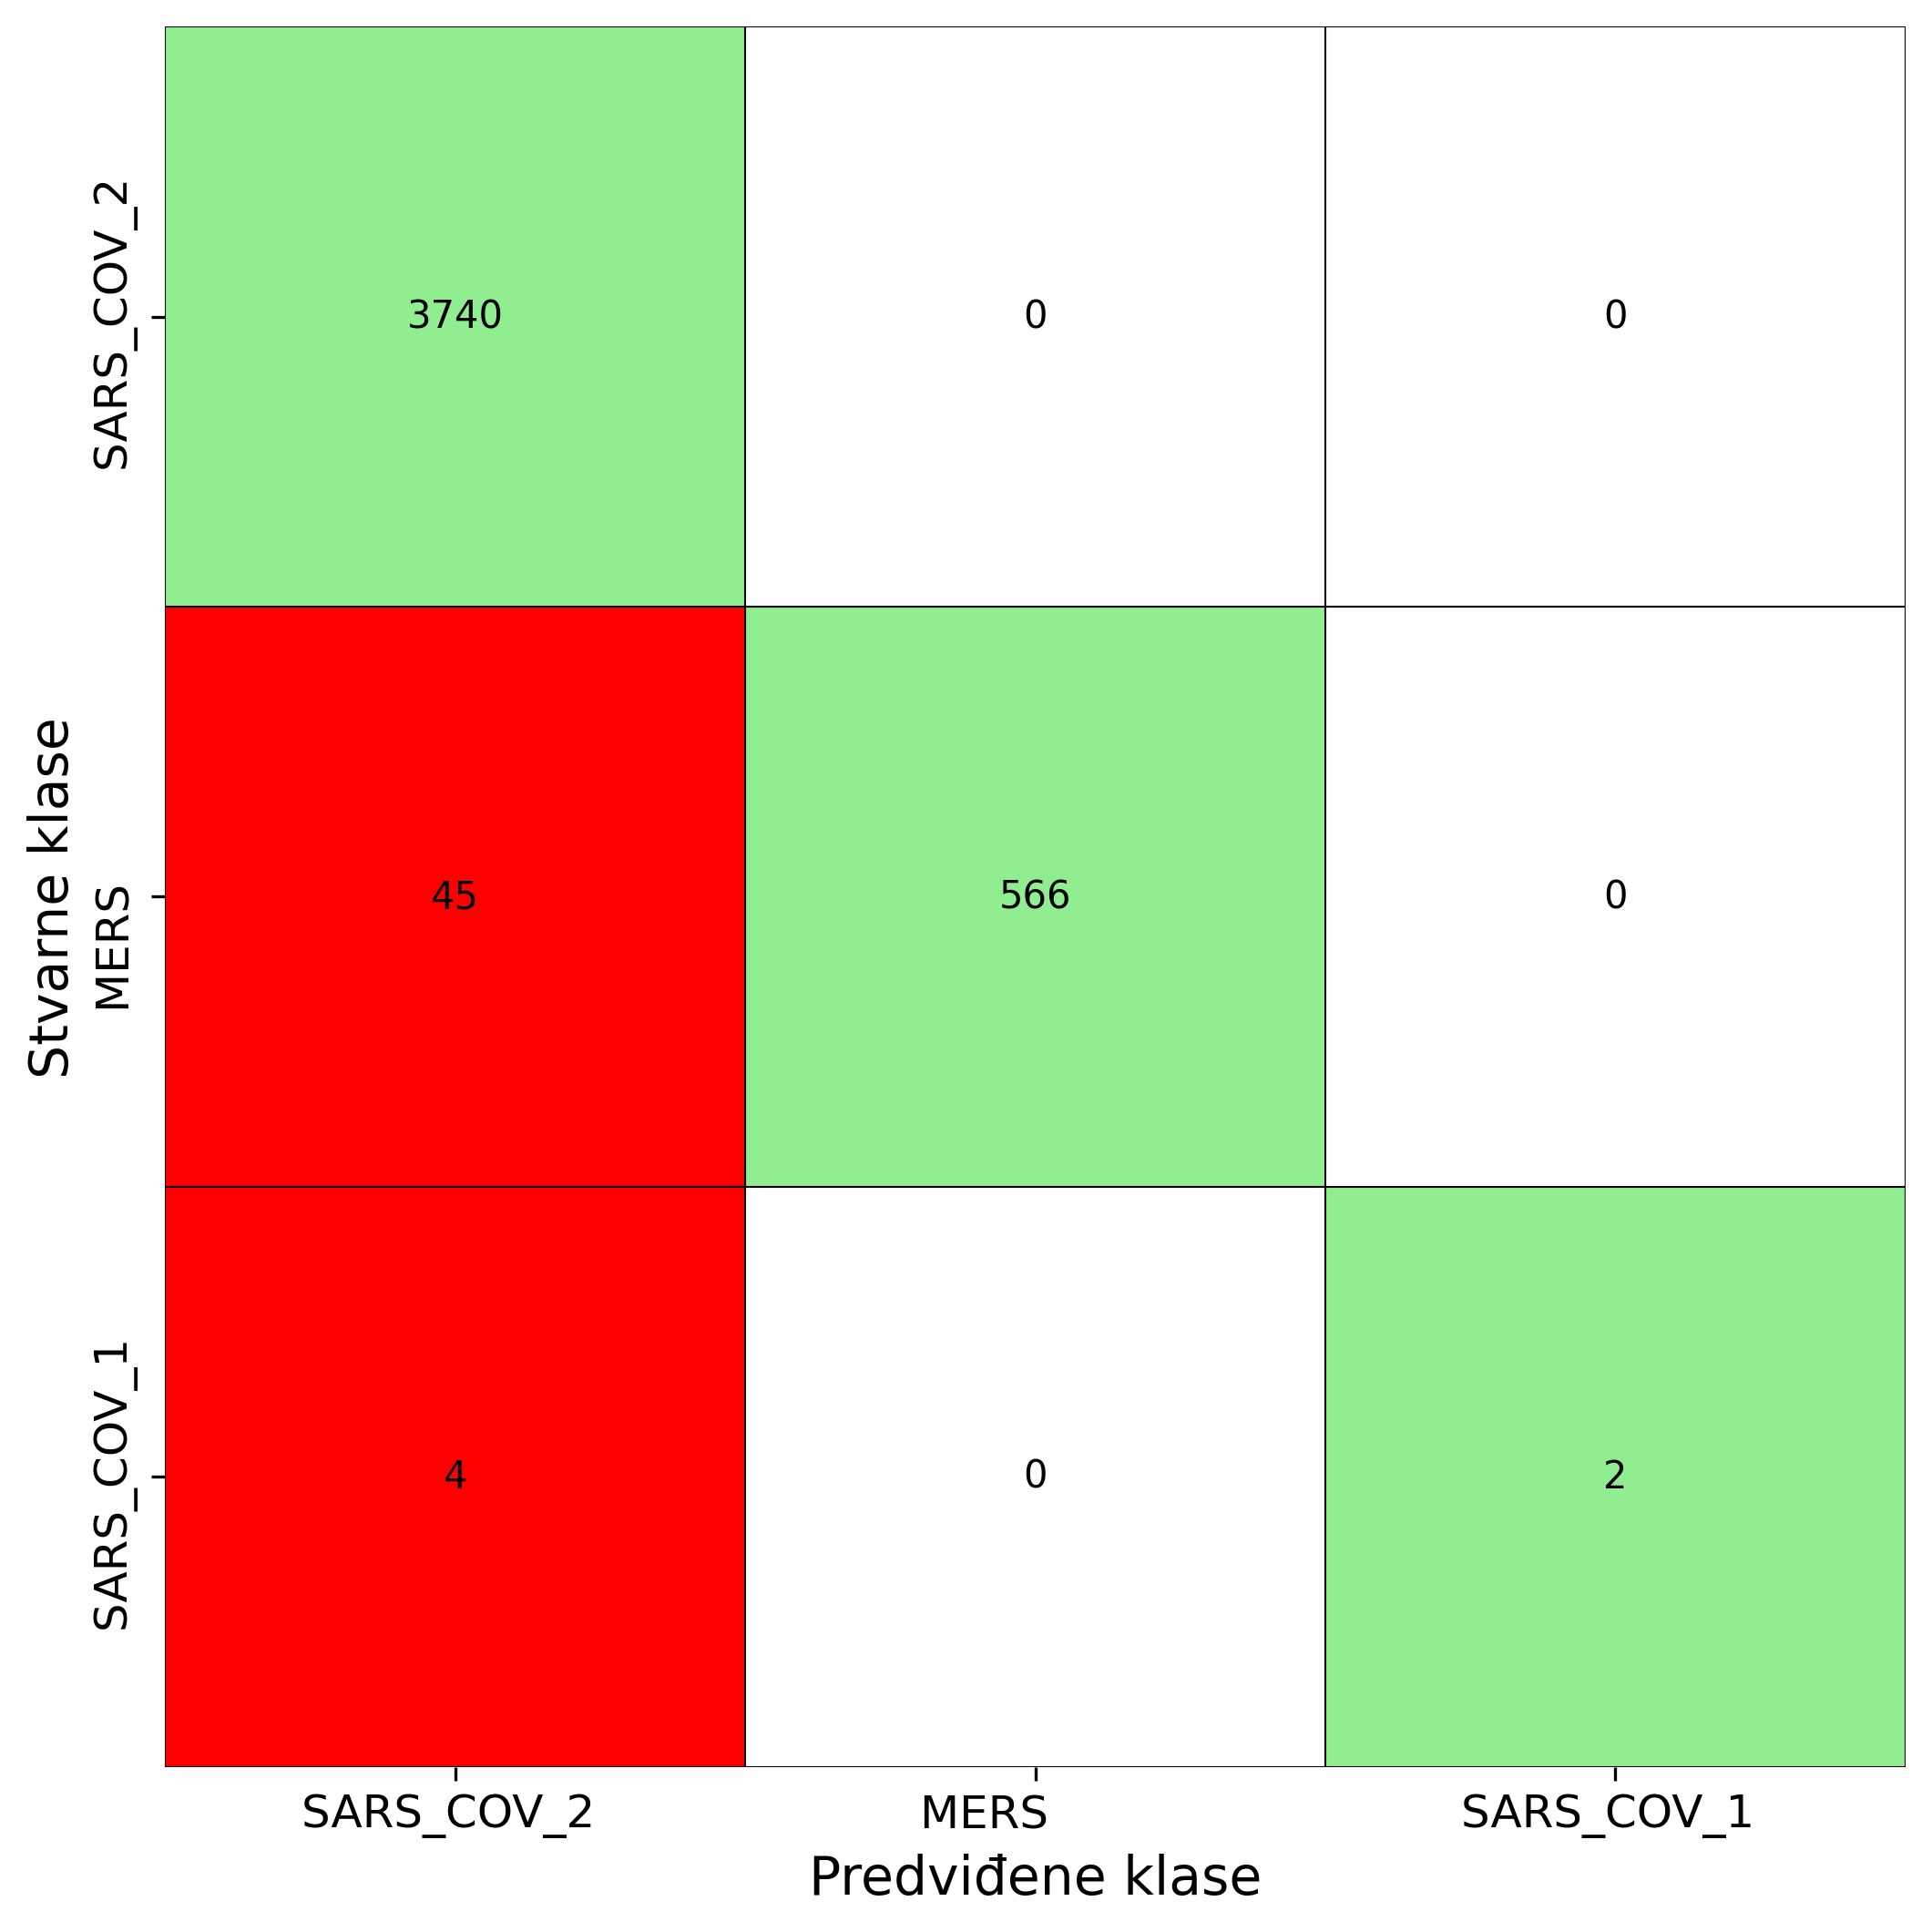 Stvarne klase
SARS_COV_2
3740
0
0
MERS
45
566
0
SARS_COV_1
4
0
2
SARS_COV_2
MERS
SARS_COV_1
Predviđene klase